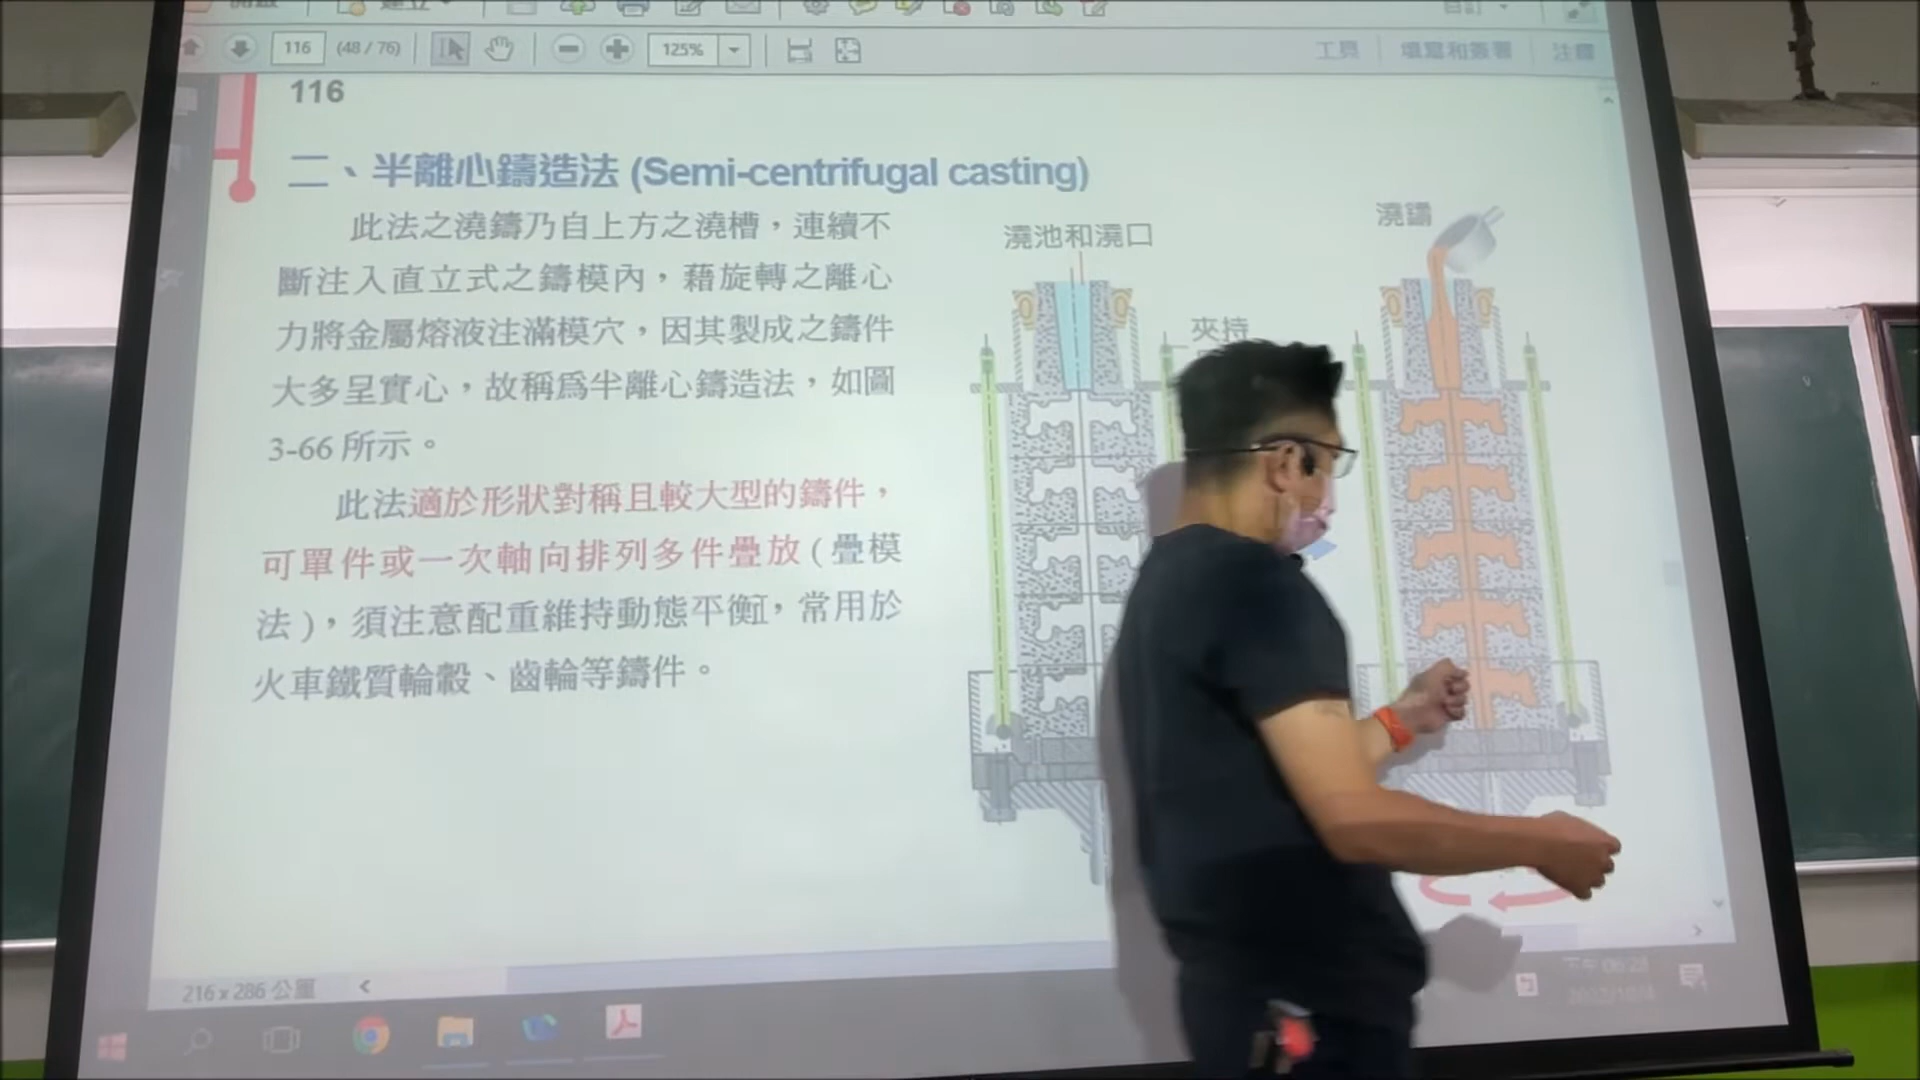 116
(48 / 76)
125%
工具
填寫和簽署
注釋
116
二、半離心鑄造法 (Semi-centrifugal casting)
此法之澆鑄乃自上方之澆槽，連續不
斷注入直立式之鑄模內，藉旋轉之離心
力將金屬熔液注滿模穴，因其製成之鑄件
大多呈實心，故稱為半離心鑄造法，如圖
3-66 所示。
此法適於形狀對稱且較大型的鑄件，
可單件或一次軸向排列多件疊放 ( 疊模
法 )，須注意配重維持動態平衡，常用於
火車鐵質輪轂、齒輪等鑄件。
澆池和澆口
澆鑄
夾持
216 x 286 公厘